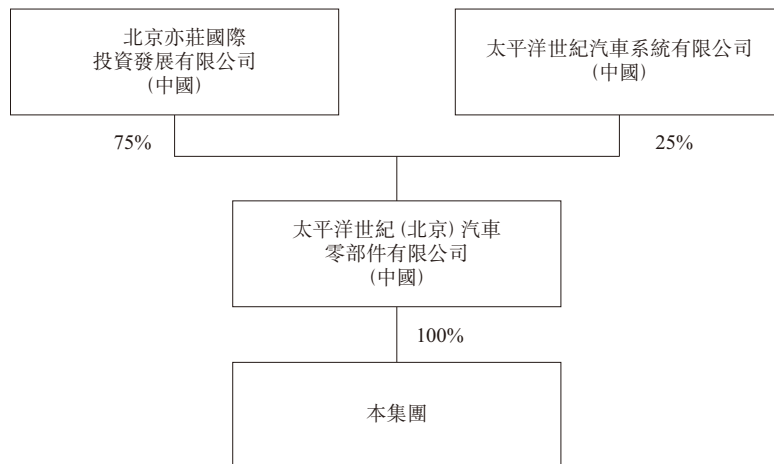 北京亦莊國際
投資發展有限公司
(中國)
太平洋世紀汽車系統有限公司
(中國)
75%
25%
太平洋世紀(北京)汽車
零部件有限公司
(中國)
100%
本集團